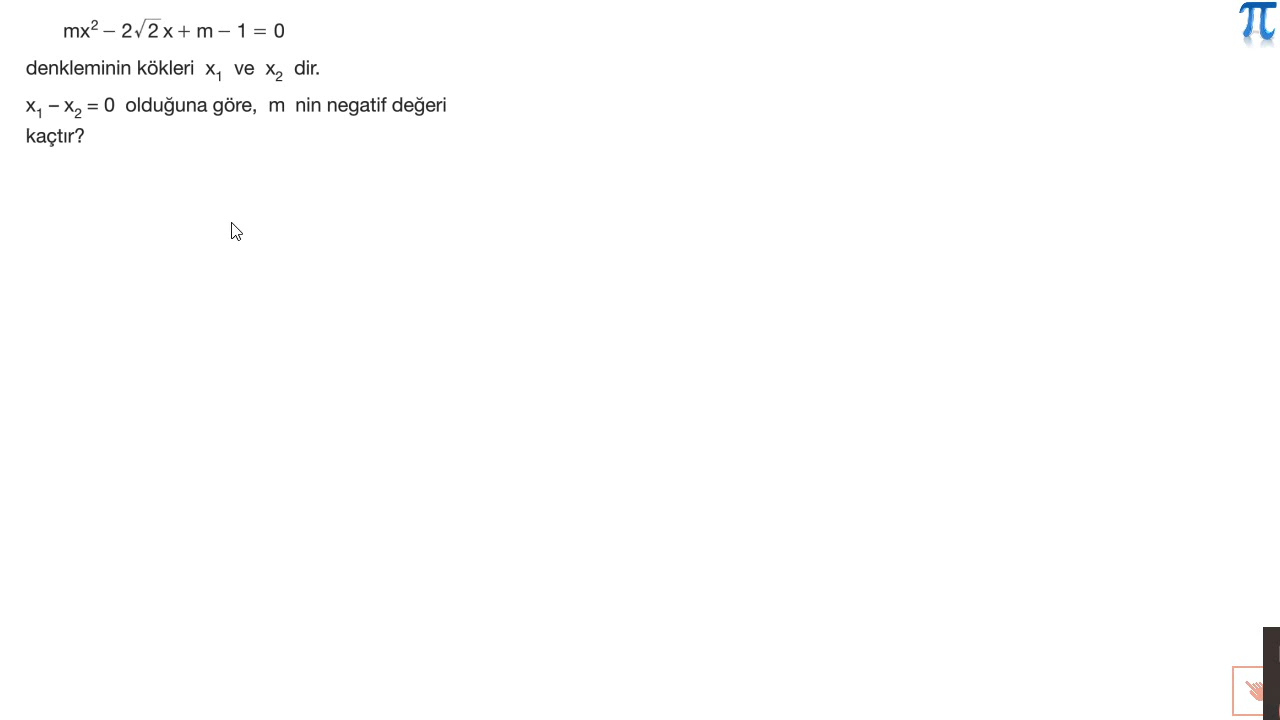 mx² − 2√2 x + m − 1 = 0
denkleminin kökleri x₁ ve x₂ dir.
x₁ − x₂ = 0 olduğuna göre, m nin negatif değeri
kaçtır?
π